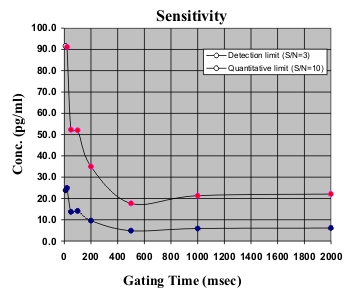 Sensitivity
100.0
90.0
80.0
70.0
60.0
50.0
40.0
30.0
20.0
10.0
0.0
Detection limit (S/N=3)
Quantitative limit (S/N=10)
Conc. (pg/ml)
0 200 400 600 800 1000 1200 1400 1600 1800 2000
Gating Time (msec)